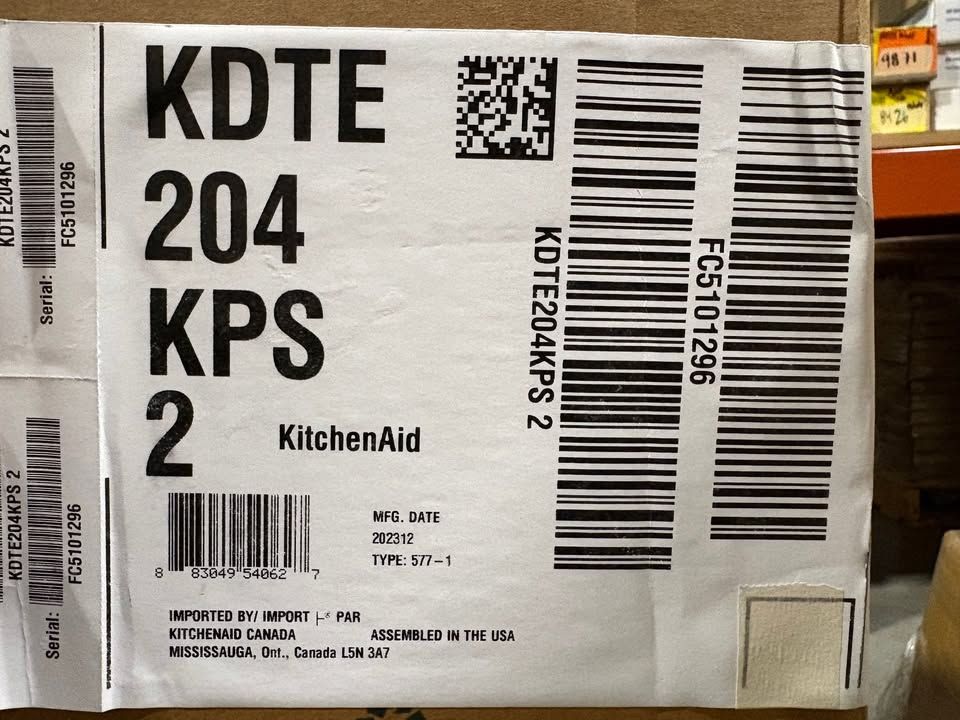 KDTE204KPS 2
FC5101296
Serial:
KDTE204KPS 2
FC5101296
Serial:
KDTE
204
KPS
2
KitchenAid
8 83049 54062 7
MFG. DATE
202312
TYPE: 577-1
IMPORTED BY/ IMPORT PAR
KITCHENAID CANADA
ASSEMBLED IN THE USA
MISSISSAUGA, Ont., Canada L5N 3A7
KDTE204KPS 2
FC5101296
9871